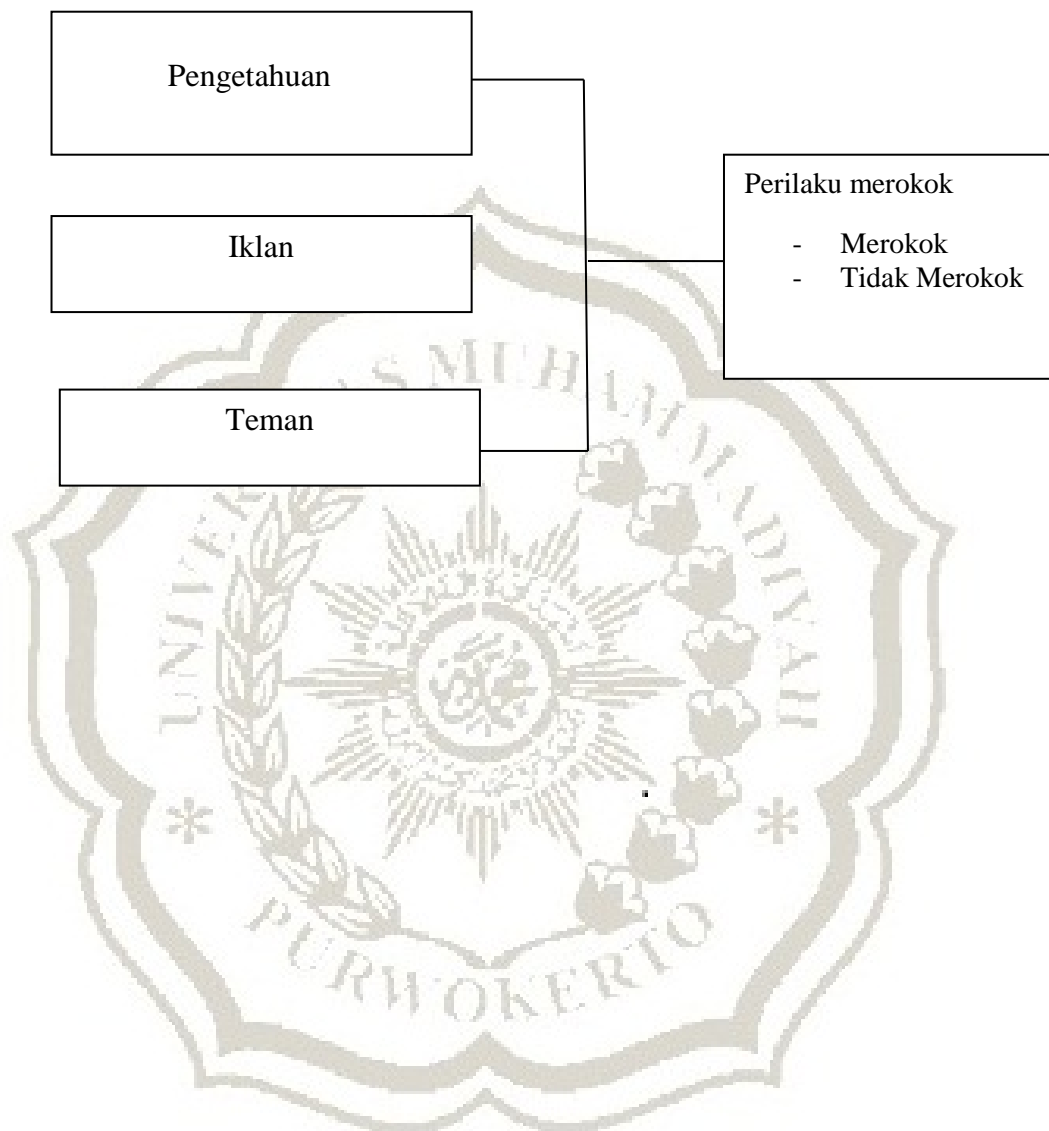 Pengetahuan
Perilaku merokok
- Merokok
- Tidak Merokok
Iklan
Teman
UNIVERSITAS MUHAMMADIYAH
PURWOKERTO